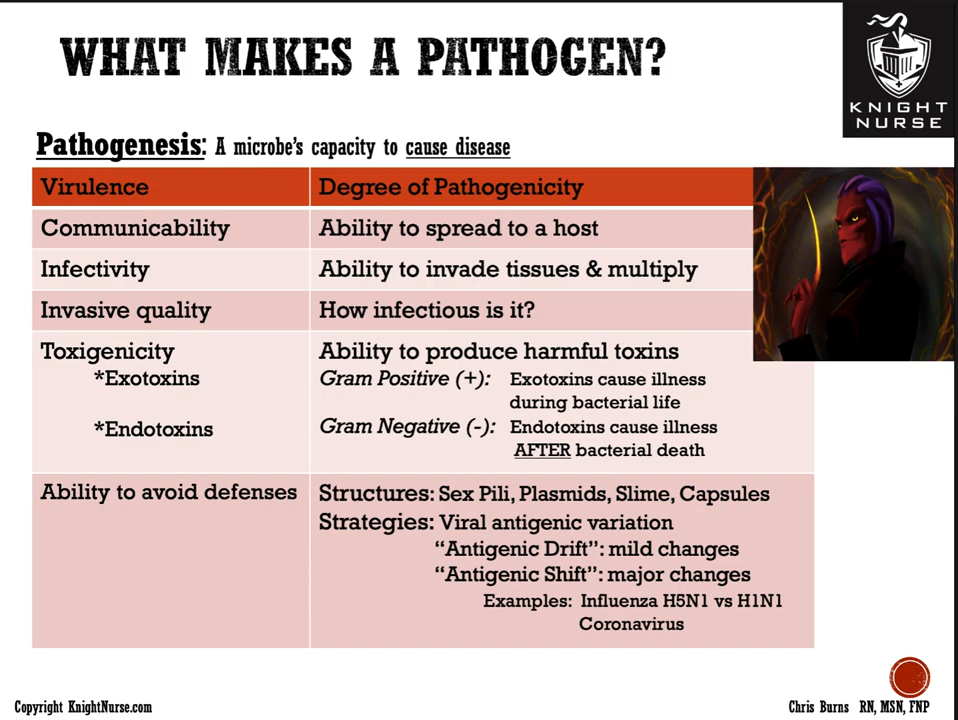 WHAT MAKES A PATHOGEN?
KNIGHT
NURSE
Pathogenesis: A microbe's capacity to cause disease
Virulence Degree of Pathogenicity
Communicability Ability to spread to a host
Infectivity Ability to invade tissues & multiply
Invasive quality How infectious is it?
Toxigenicity Ability to produce harmful toxins
*Exotoxins Gram Positive (+): Exotoxins cause illness
during bacterial life
*Endotoxins Gram Negative (-): Endotoxins cause illness
AFTER bacterial death
Ability to avoid defenses Structures: Sex Pili, Plasmids, Slime, Capsules
Strategies: Viral antigenic variation
“Antigenic Drift”: mild changes
“Antigenic Shift”: major changes
Examples: Influenza H5N1 vs H1N1
Coronavirus
Copyright KnightNurse.com Chris Burns RN, MSN, FNP